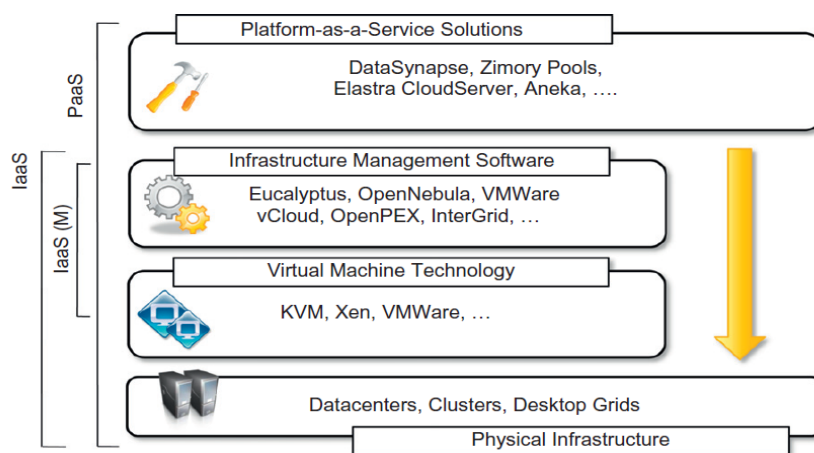 Platform-as-a-Service Solutions
DataSynapse, Zimory Pools,
Elastra CloudServer, Aneka, ….
PaaS
IaaS
IaaS (M)
Infrastructure Management Software
Eucalyptus, OpenNebula, VMWare
vCloud, OpenPEX, InterGrid, …
Virtual Machine Technology
KVM, Xen, VMWare, …
Datacenters, Clusters, Desktop Grids
Physical Infrastructure